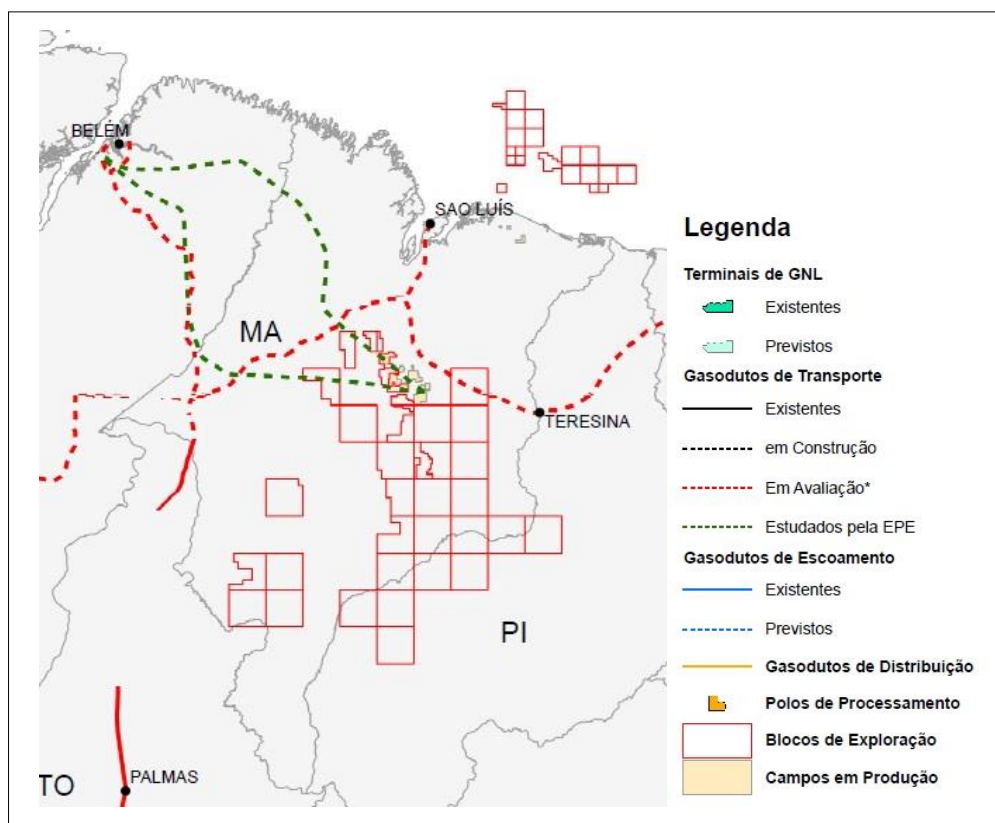 BELÉM
SAO LUÍS
MA
TERESINA
PI
TO
PALMAS
Legenda
Terminais de GNL
Existentes
Previstos
Gasodutos de Transporte
Existentes
em Construção
Em Avaliação*
Estudados pela EPE
Gasodutos de Escoamento
Existentes
Previstos
Gasodutos de Distribuição
Polos de Processamento
Blocos de Exploração
Campos em Produção